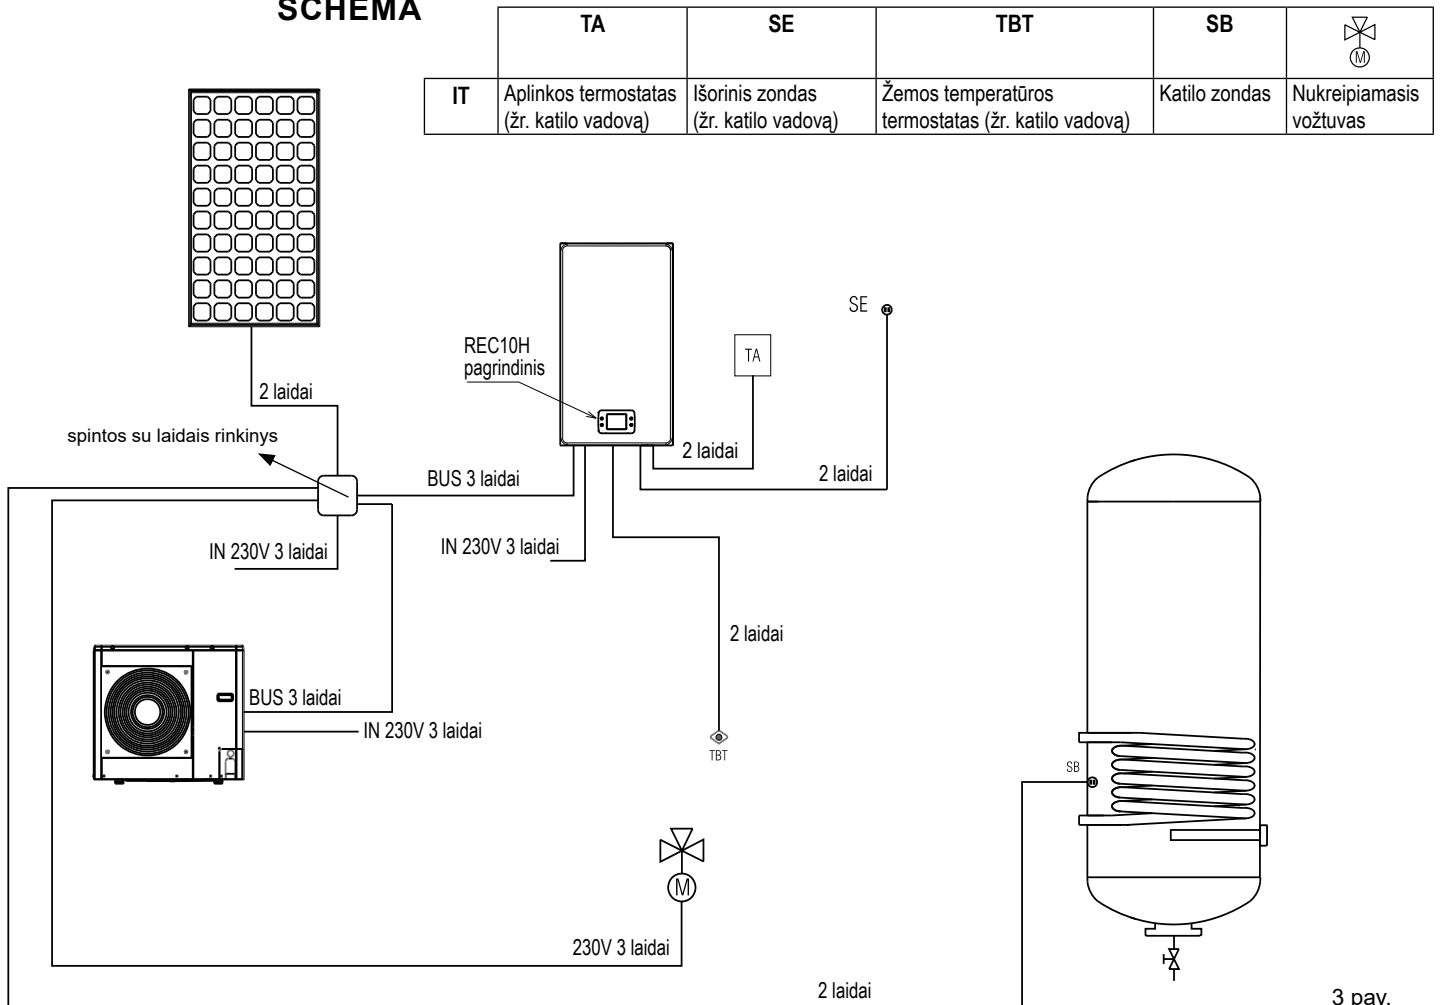 SCHEMA
TA SE TBT SB
M
IT Aplinkos termostatas (žr. katilo vadovą) Išorinis zondas (žr. katilo vadovą) Žemos temperatūros termostatas (žr. katilo vadovą) Katilo zondas Nukreipiamasis vožtuvas
SE
REC10H
pagrindinis
TA
2 laidai
spintos su laidais rinkinys
2 laidai
2 laidai
BUS 3 laidai
IN 230V 3 laidai
IN 230V 3 laidai
2 laidai
BUS 3 laidai
IN 230V 3 laidai
TBT
SB
M
230V 3 laidai
2 laidai
3 pav.